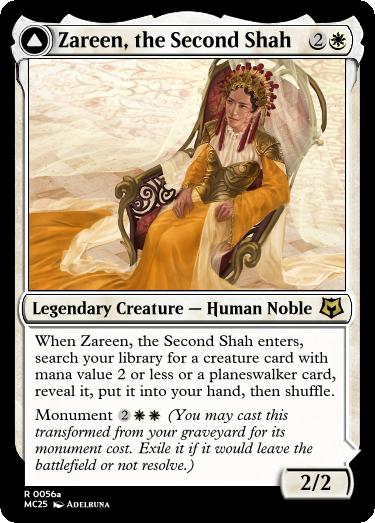 Zareen, the Second Shah 2
Legendary Creature — Human Noble
When Zareen, the Second Shah enters,
search your library for a creature card with
mana value 2 or less or a planeswalker card,
reveal it, put it into your hand, then shuffle.
Monument 2 (You may cast this
transformed from your graveyard for its
monument cost. Exile it if it would leave the
battlefield or not resolve.)
2/2
R 0056a
MC25 Adelruna